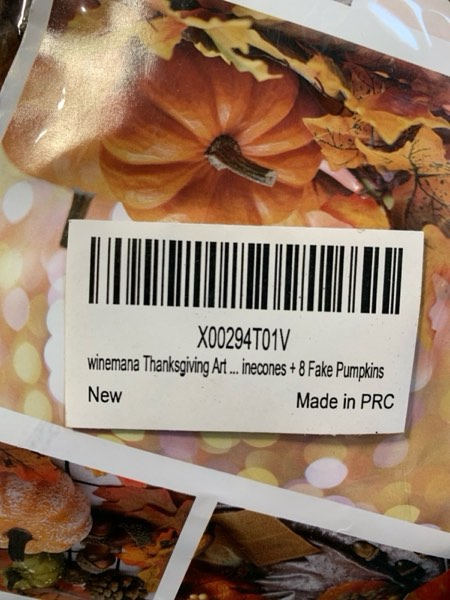 X00294T01V
winemana Thanksgiving Art ... inecones + 8 Fake Pumpkins
New Made in PRC